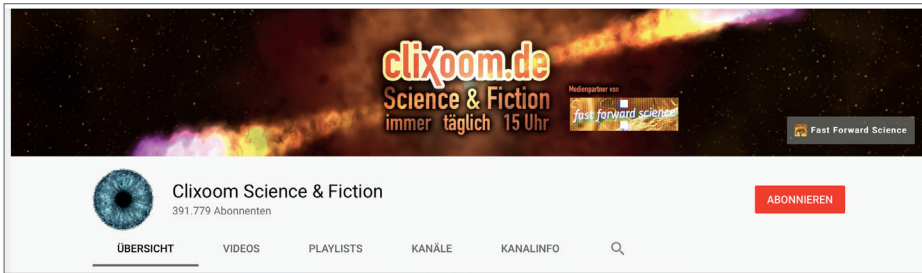 clixoom.de
Science & Fiction
immer täglich 15 Uhr
Medienpartner von
fast forward science
Fast Forward Science
Clixoom Science & Fiction
391.779 Abonnenten
ABONNIEREN
ÜBERSICHT VIDEOS PLAYLISTS KANÄLE KANALINFO